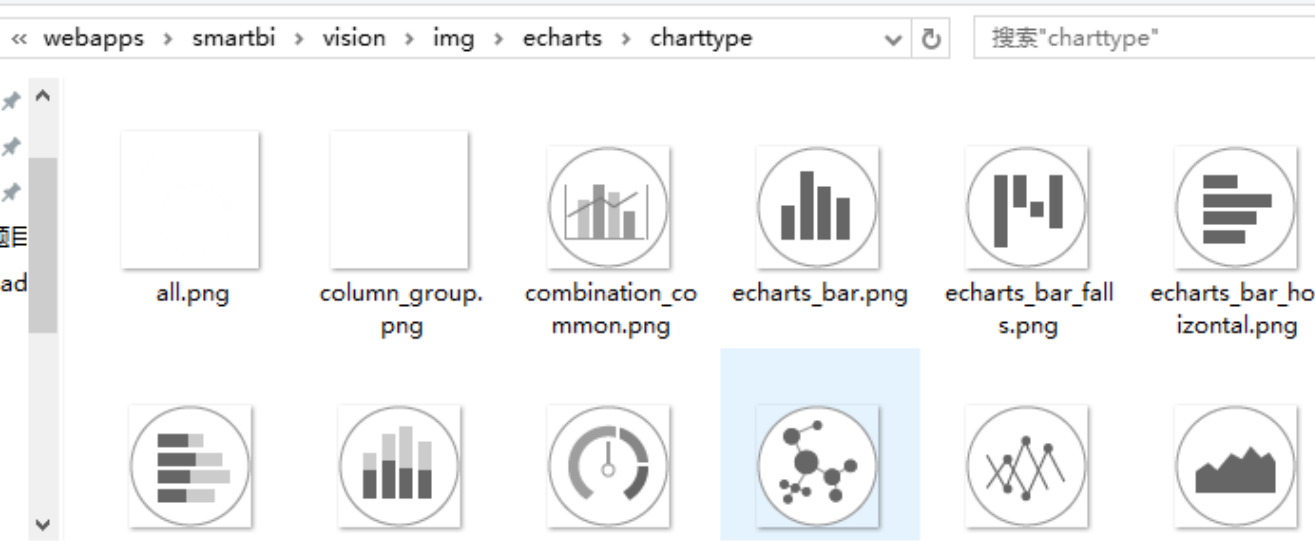 « webapps > smartbi > vision > img > echarts > charttype
搜索"charttype"
题目
ad
all.png
column_group.
png
combination_co
mmon.png
echarts_bar.png
echarts_bar_fall
s.png
echarts_bar_ho
izontal.png